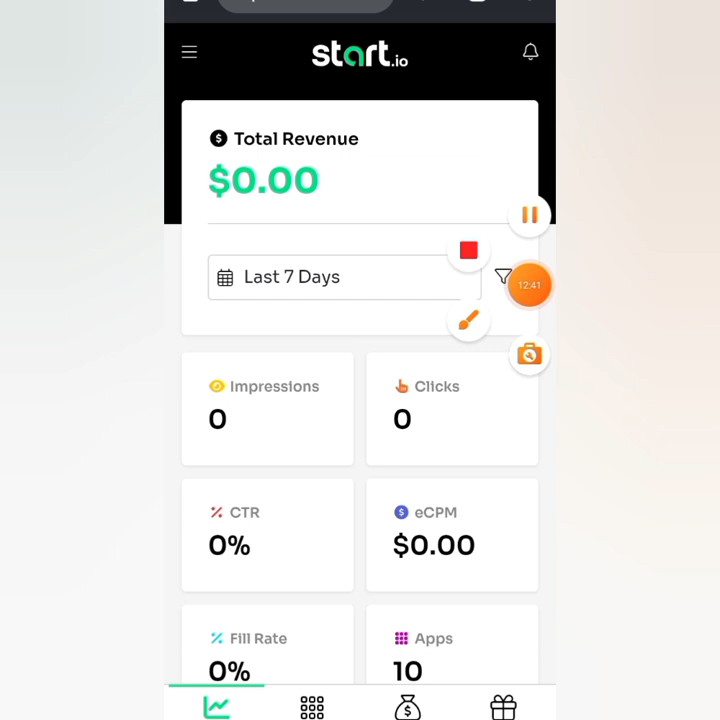 start.io
Total Revenue
$0.00
Last 7 Days
12:41
Impressions
0
Clicks
0
CTR
0%
eCPM
$0.00
Fill Rate
0%
Apps
10